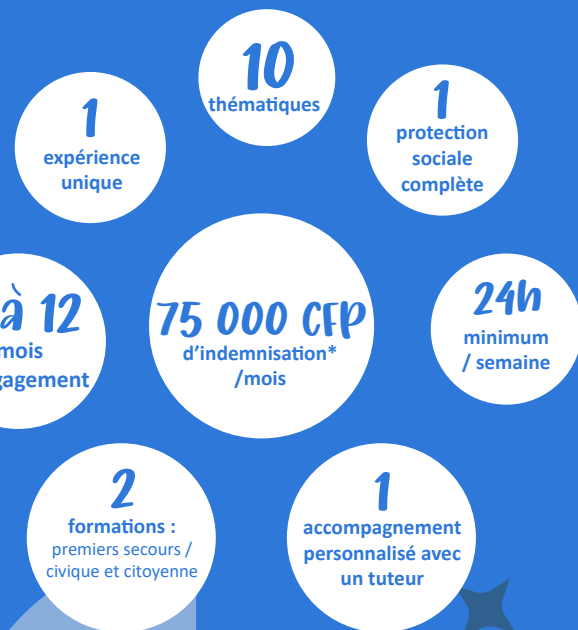 10
thématiques
1
expérience
unique
1
protection
sociale
complète
à 12
mois
gagement
75 000 CFP
d'indemnisation*
/mois
24h
minimum
/ semaine
2
formations :
premiers secours /
civique et citoyenne
1
accompagnement
personnalisé avec
un tuteur